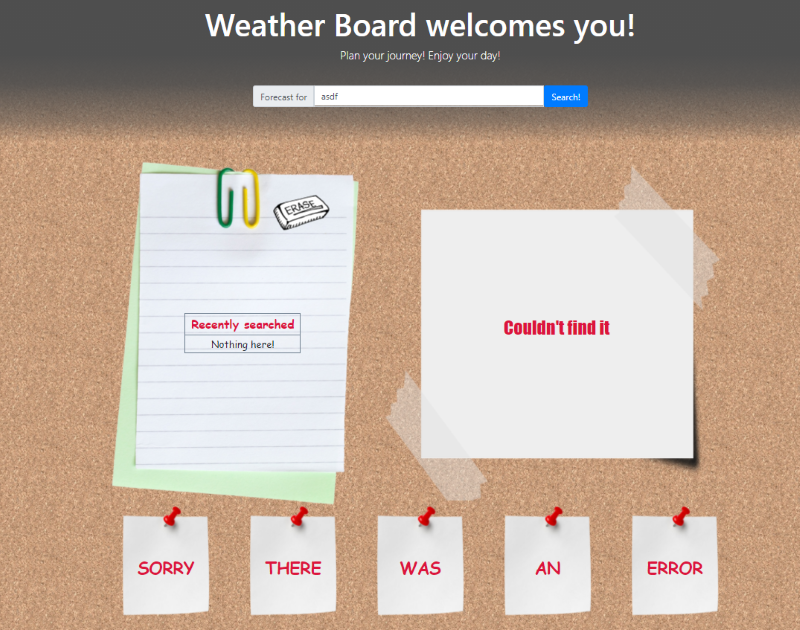 Weather Board welcomes you!
Plan your journey! Enjoy your day!
Forecast for asdf Search!
ERASE
Recently searched
Nothing here!
Couldn't find it
SORRY THERE WAS AN ERROR